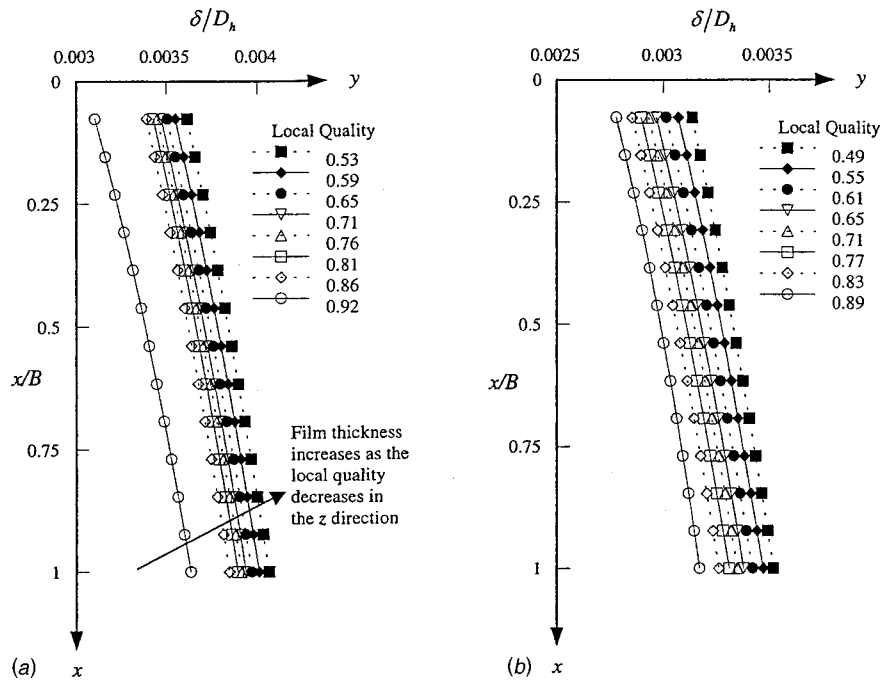 δ/D_h
0.003 0.0035 0.004
0
y
Local Quality
0.53
0.59
0.65
0.71
0.76
0.81
0.86
0.92
0.25
0.5
x/B
0.75
1
Film thickness
increases as the
local quality
decreases in
the z direction
(a)
x
δ/D_h
0.0025 0.003 0.0035
0
y
Local Quality
0.49
0.55
0.61
0.65
0.71
0.77
0.83
0.89
0.25
0.5
x/B
0.75
1
(b)
x